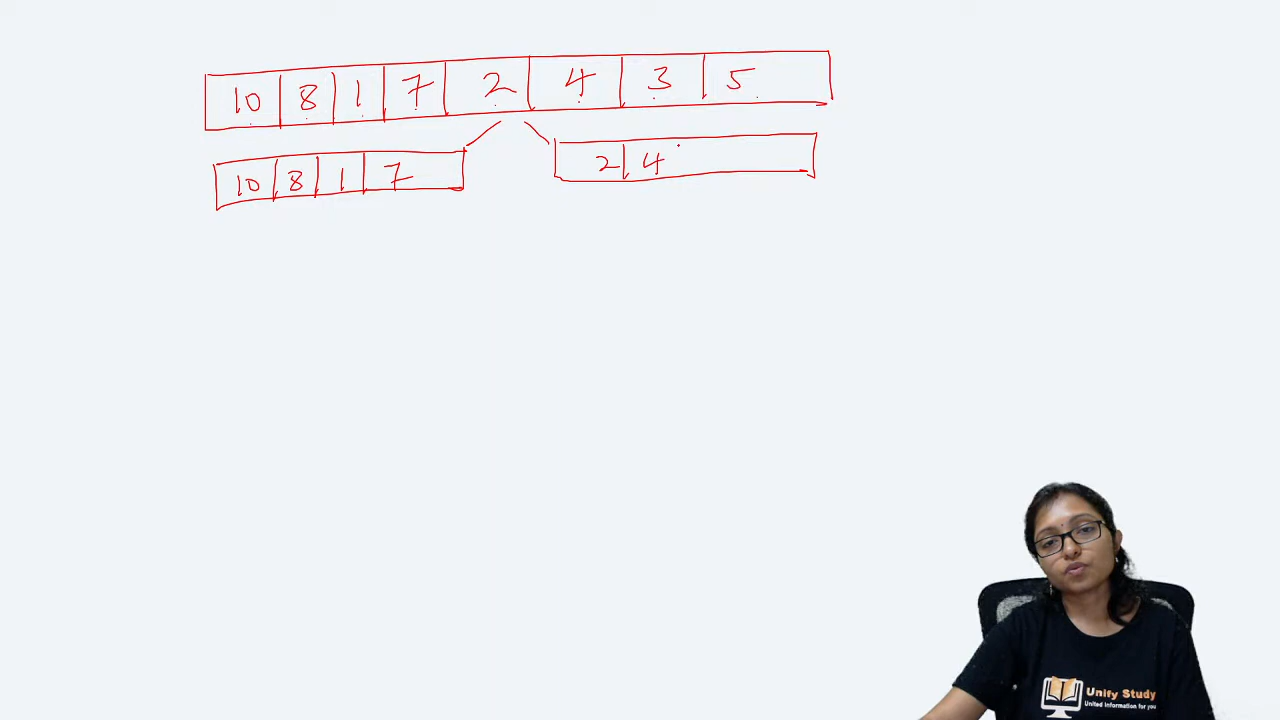 10 8 1 7 2 4 3 5
10 8 1 7
2 4
Unify Study
United Information for you